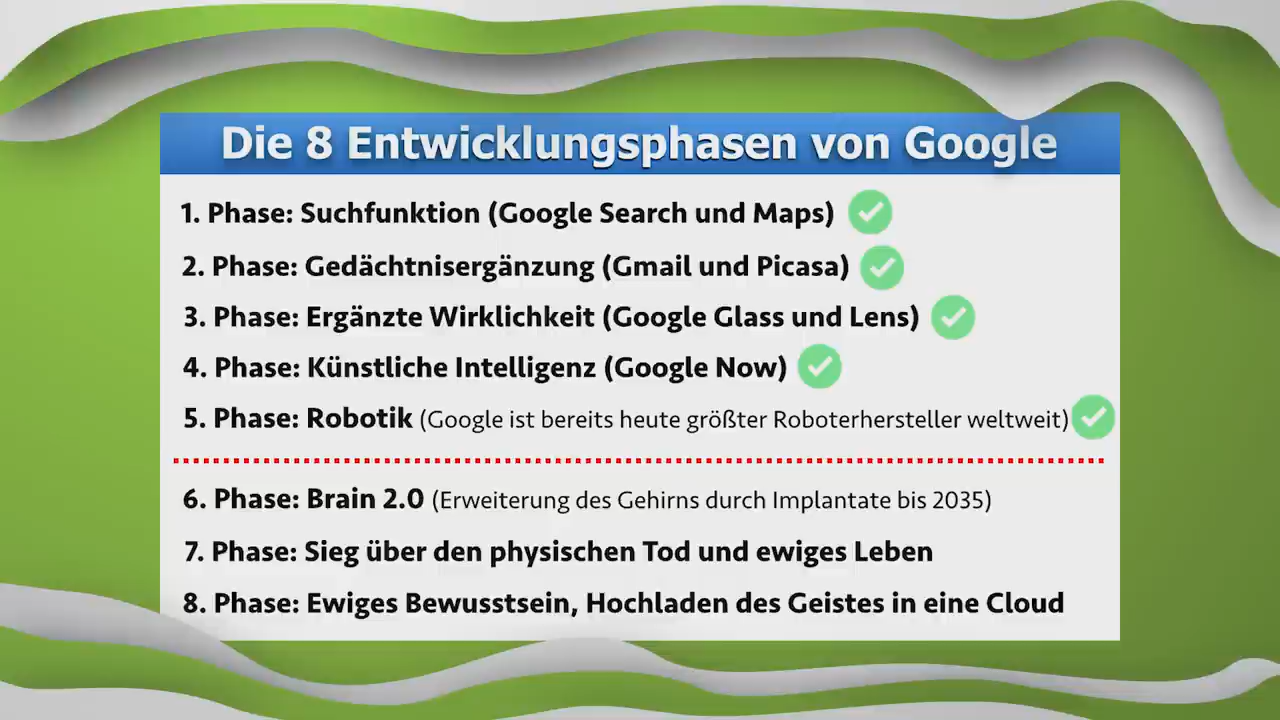 Die 8 Entwicklungsphasen von Google
1. Phase: Suchfunktion (Google Search und Maps)
2. Phase: Gedächtnisergänzung (Gmail und Picasa)
3. Phase: Ergänzte Wirklichkeit (Google Glass und Lens)
4. Phase: Künstliche Intelligenz (Google Now)
5. Phase: Robotik (Google ist bereits heute größter Roboterhersteller weltweit)
6. Phase: Brain 2.0 (Erweiterung des Gehirns durch Implantate bis 2035)
7. Phase: Sieg über den physischen Tod und ewiges Leben
8. Phase: Ewiges Bewusstsein, Hochladen des Geistes in eine Cloud